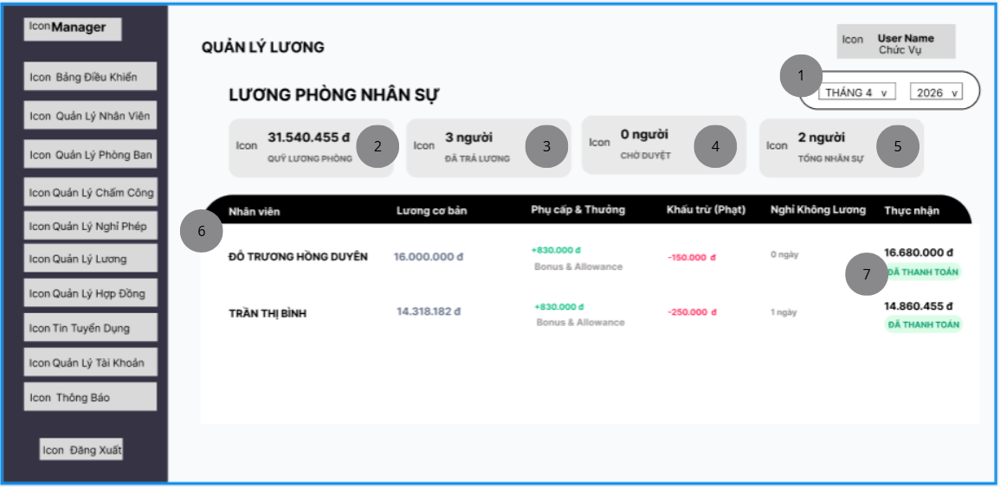 Icon Manager
Icon Bảng Điều Khiển
Icon Quản Lý Nhân Viên
Icon Quản Lý Phòng Ban
Icon Quản Lý Chấm Công
Icon Quản Lý Nghỉ Phép
Icon Quản Lý Lương
Icon Quản Lý Hợp Đồng
Icon Tin Tuyển Dụng
Icon Quản Lý Tài Khoản
Icon Thông Báo
Icon Đăng Xuất
QUẢN LÝ LƯƠNG
Icon User Name
Chức Vụ
1
THÁNG 4 v 2026 v
LƯƠNG PHÒNG NHÂN SỰ
Icon 31.540.455 đ
QUỸ LƯƠNG PHÒNG
2
Icon 3 người
ĐÃ TRẢ LƯƠNG
3
Icon 0 người
CHỜ DUYỆT
4
Icon 2 người
TỔNG NHÂN SỰ
5
Nhân viên Lương cơ bản Phụ cấp & Thưởng Khấu trừ (Phạt) Nghỉ Không Lương Thực nhận
6
ĐỖ TRƯƠNG HỒNG DUYÊN 16.000.000 đ +830.000 đ -150.000 đ 0 ngày 16.680.000 đ
Bonus & Allowance 7 ĐÃ THANH TOÁN
TRẦN THỊ BÌNH 14.318.182 đ +830.000 đ -250.000 đ 1 ngày 14.860.455 đ
Bonus & Allowance ĐÃ THANH TOÁN